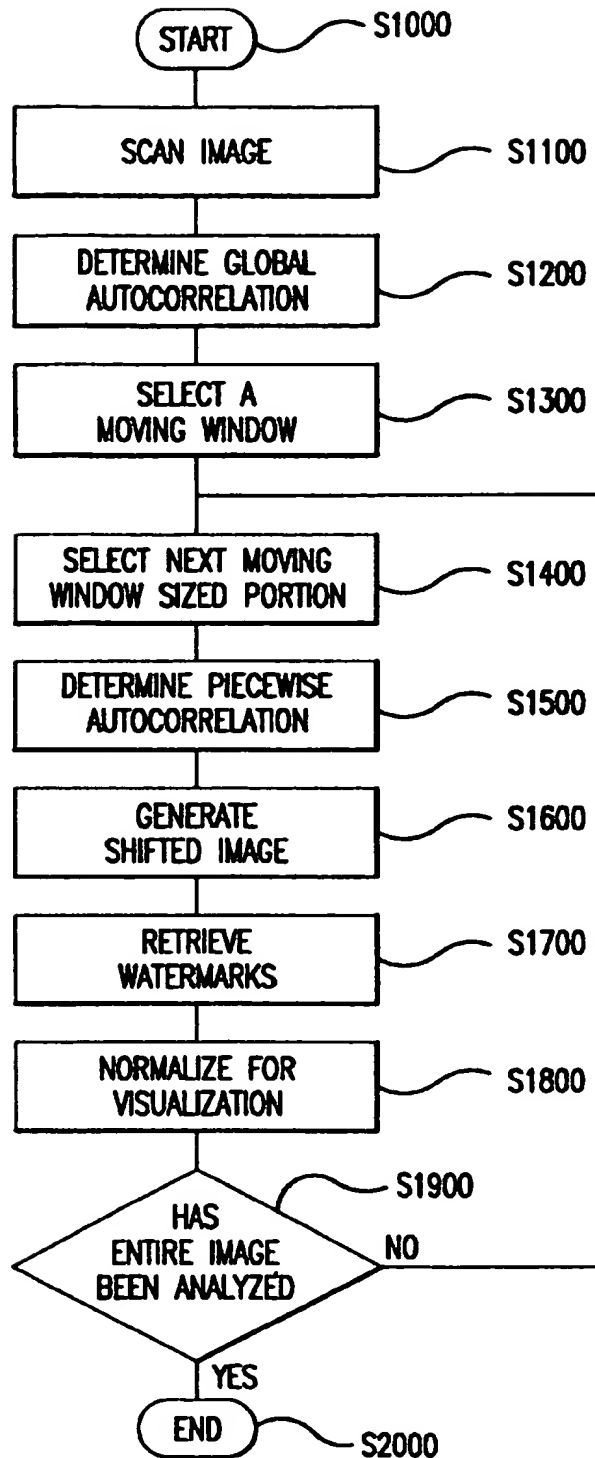 START
S1000
SCAN IMAGE
S1100
DETERMINE GLOBAL
AUTOCORRELATION
S1200
SELECT A
MOVING WINDOW
S1300
SELECT NEXT MOVING
WINDOW SIZED PORTION
S1400
DETERMINE PIECEWISE
AUTOCORRELATION
S1500
GENERATE
SHIFTED IMAGE
S1600
RETRIEVE
WATERMARKS
S1700
NORMALIZE FOR
VISUALIZATION
S1800
HAS
ENTIRE IMAGE
BEEN ANALYZED
S1900
NO
YES
END
S2000